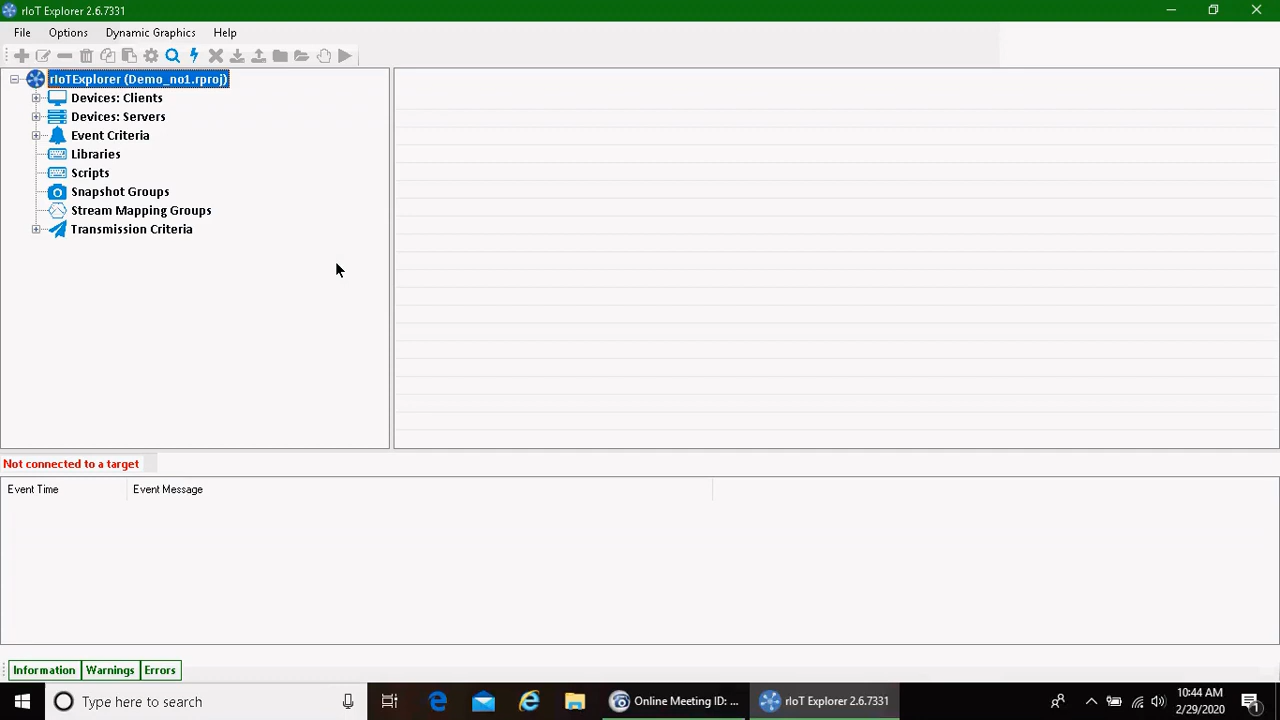 rIoT Explorer 2.6.7331
File Options Dynamic Graphics Help
rIoTExplorer (Demo_no1.rproj)
Devices: Clients
Devices: Servers
Event Criteria
Libraries
Scripts
Snapshot Groups
Stream Mapping Groups
Transmission Criteria
Not connected to a target
Event Time Event Message
Information Warnings Errors
Type here to search Online Meeting ID: ... rIoT Explorer 2.6.7331 10:44 AM
2/29/2020 1